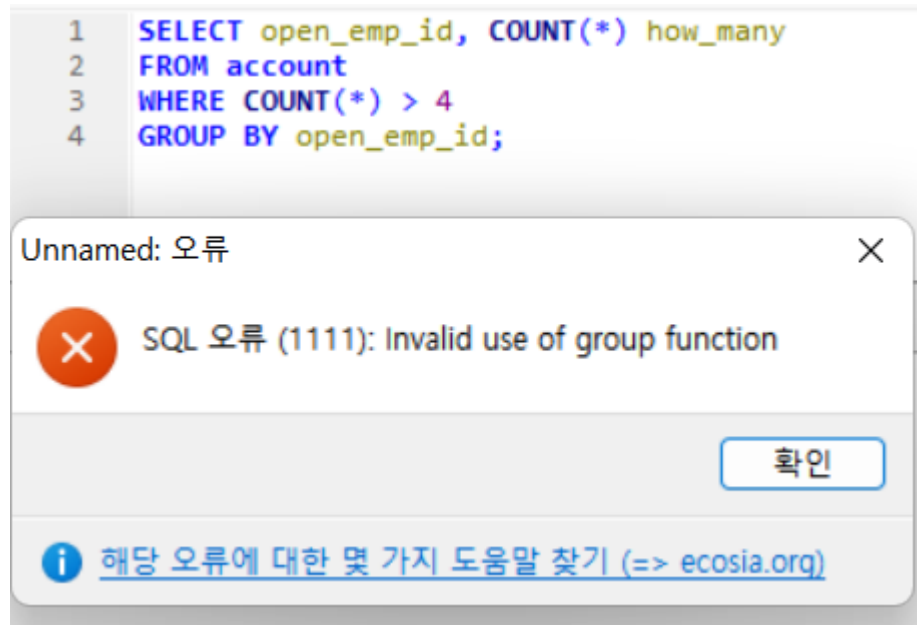 1 SELECT open_emp_id, COUNT(*) how_many
2 FROM account
3 WHERE COUNT(*) > 4
4 GROUP BY open_emp_id;
Unnamed: 오류
SQL 오류 (1111): Invalid use of group function
확인
해당 오류에 대한 몇 가지 도움말 찾기 (=> ecosia.org)